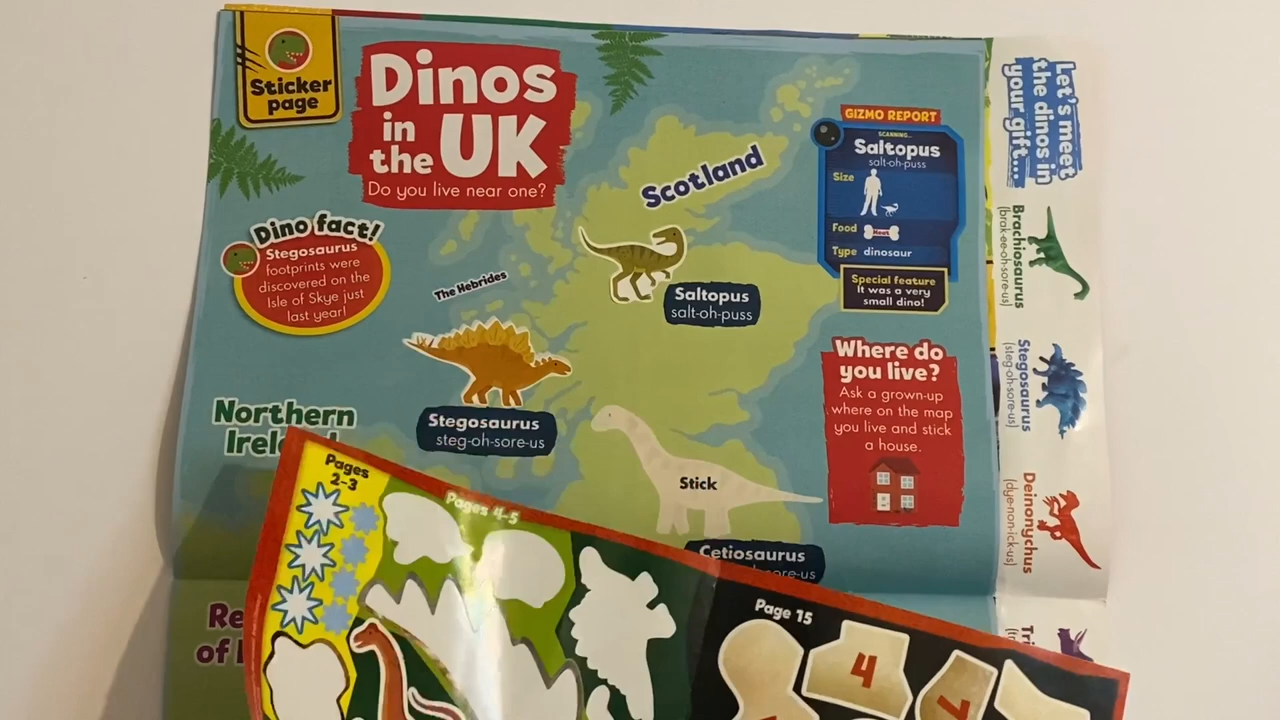 Sticker
page
Dinos
in
the UK
Do you live near one?
Scotland
GIZMO REPORT
SCANNING...
Saltopus
salt-oh-puss
Size
Food
Meat
Type dinosaur
Special feature
It was a very
small dino!
Dino fact!
Stegosaurus
footprints were
discovered on the
Isle of Skye just
last year!
The Hebrides
Saltopus
salt-oh-puss
Stegosaurus
steg-oh-sore-us
Where do
you live?
Ask a grown-up
where on the map
you live and stick
a house.
Northern
Stick
Cetiosaurus
Let's meet
the dinos in
your gift...
Brachiosaurus
(brak-ee-oh-sore-us)
Stegosaurus
(steg-oh-sore-us)
Deinonychus
(dye-non-ick-us)
Pages
2-3
Pages 4-5
Page 15
4